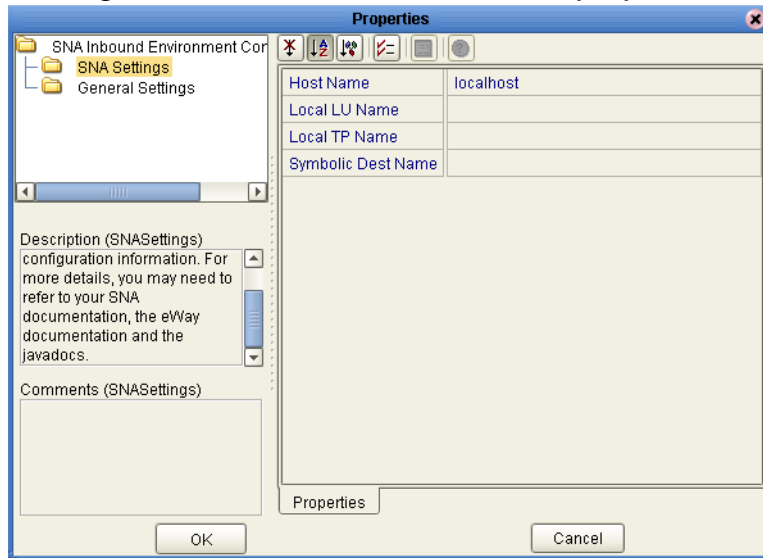 Properties
SNA Inbound Environment Cor
SNA Settings
General Settings
Host Name localhost
Local LU Name
Local TP Name
Symbolic Dest Name
Description (SNASettings)
configuration information. For
more details, you may need to
refer to your SNA
documentation, the eWay
documentation and the
javadocs.
Comments (SNASettings)
Properties
OK Cancel